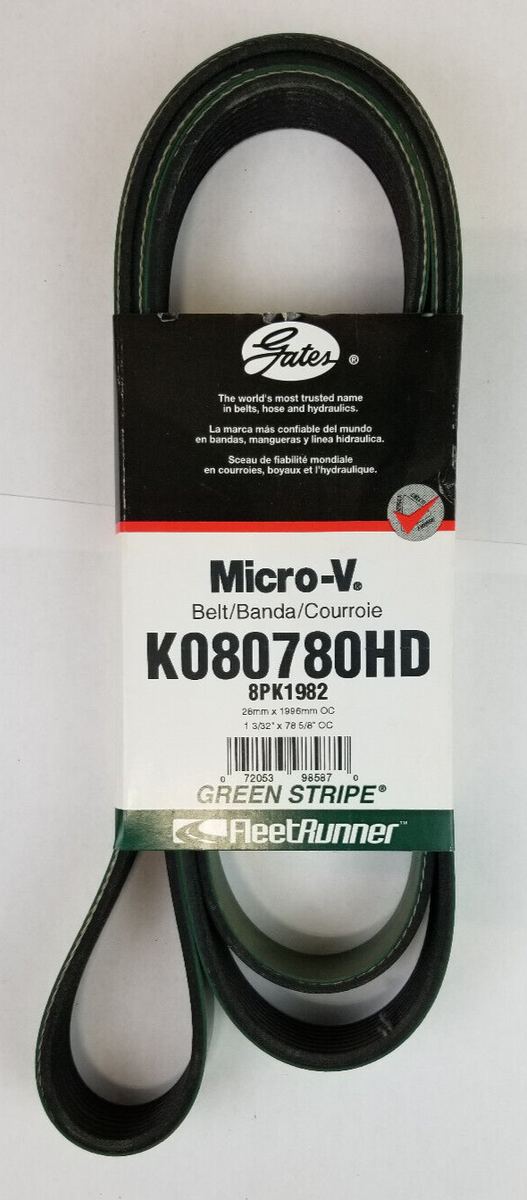 Gates®
The world's most trusted name
in belts, hose and hydraulics.
La marca más confiable del mundo
en bandas, mangueras y linea hidraulica.
Sceau de fiabilité mondiale
en courroies, boyaux et l'hydraulique.
Micro-V®
Belt/Banda/Courroie
K080780HD
8PK1982
28mm x 1996mm OC
1 3/32" x 78 5/8" OC
0 72053 98587 0
GREEN STRIPE®
FleetRunner™